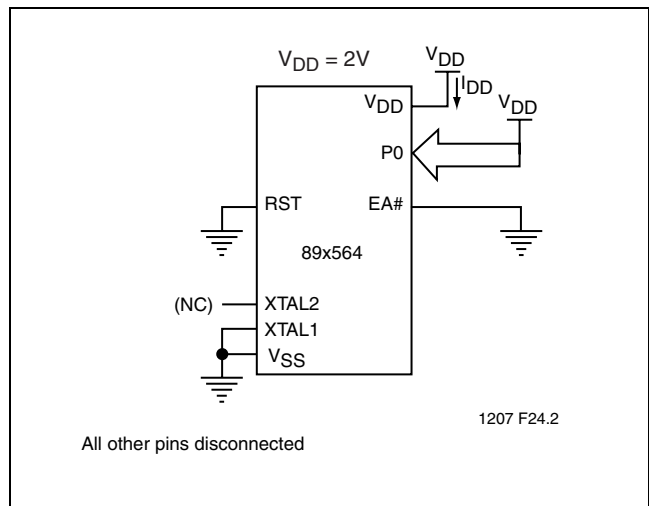 VDD = 2V
VDD
IDD
VDD
VDD
P0
RST
EA#
89x564
(NC)
XTAL2
XTAL1
VSS
1207 F24.2
All other pins disconnected